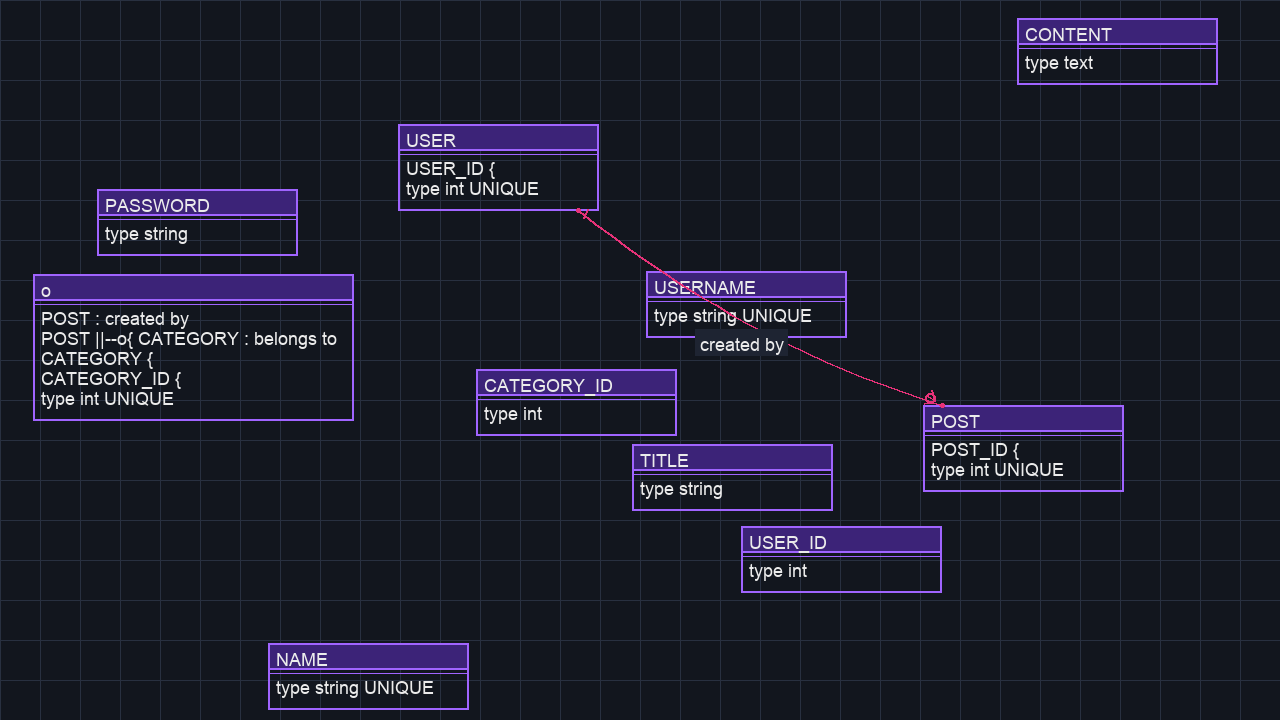 CONTENT
type text
USER
USER_ID {
type int UNIQUE
PASSWORD
type string
o
POST : created by
POST ||--o{ CATEGORY : belongs to
CATEGORY {
CATEGORY_ID {
type int UNIQUE
USERNAME
type string UNIQUE
created by
CATEGORY_ID
type int
POST
POST_ID {
type int UNIQUE
TITLE
type string
USER_ID
type int
NAME
type string UNIQUE